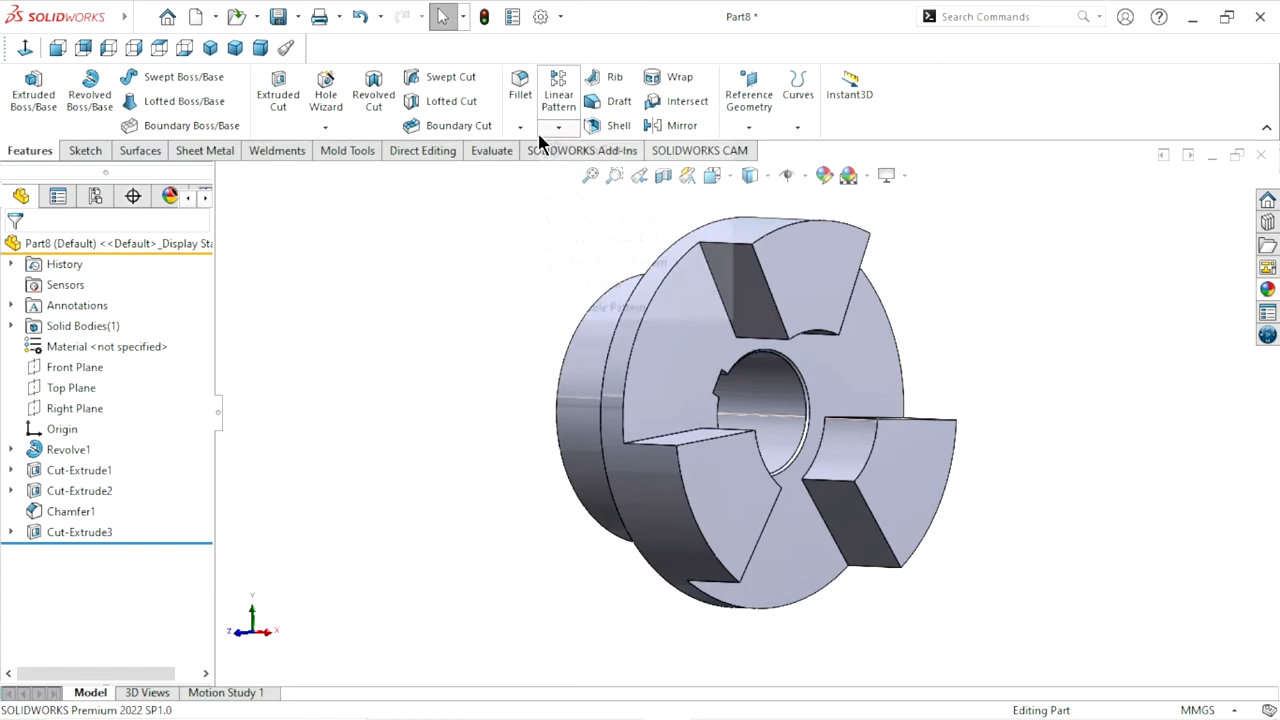 SOLIDWORKS
Part8 *
Search Commands
Extruded Boss/Base
Revolved Boss/Base
Swept Boss/Base
Lofted Boss/Base
Boundary Boss/Base
Extruded Cut
Hole Wizard
Revolved Cut
Swept Cut
Lofted Cut
Boundary Cut
Fillet
Linear Pattern
Rib
Draft
Shell
Wrap
Intersect
Mirror
Reference Geometry
Curves
Instant3D
Features
Sketch
Surfaces
Sheet Metal
Weldments
Mold Tools
Direct Editing
Evaluate
SOLIDWORKS Add-Ins
SOLIDWORKS CAM
Part8 (Default) <<Default>_Display Sta
History
Sensors
Annotations
Solid Bodies(1)
Material <not specified>
Front Plane
Top Plane
Right Plane
Origin
Revolve1
Cut-Extrude1
Cut-Extrude2
Chamfer1
Cut-Extrude3
Y
Z
X
Model
3D Views
Motion Study 1
SOLIDWORKS Premium 2022 SP1.0
Editing Part
MMGS